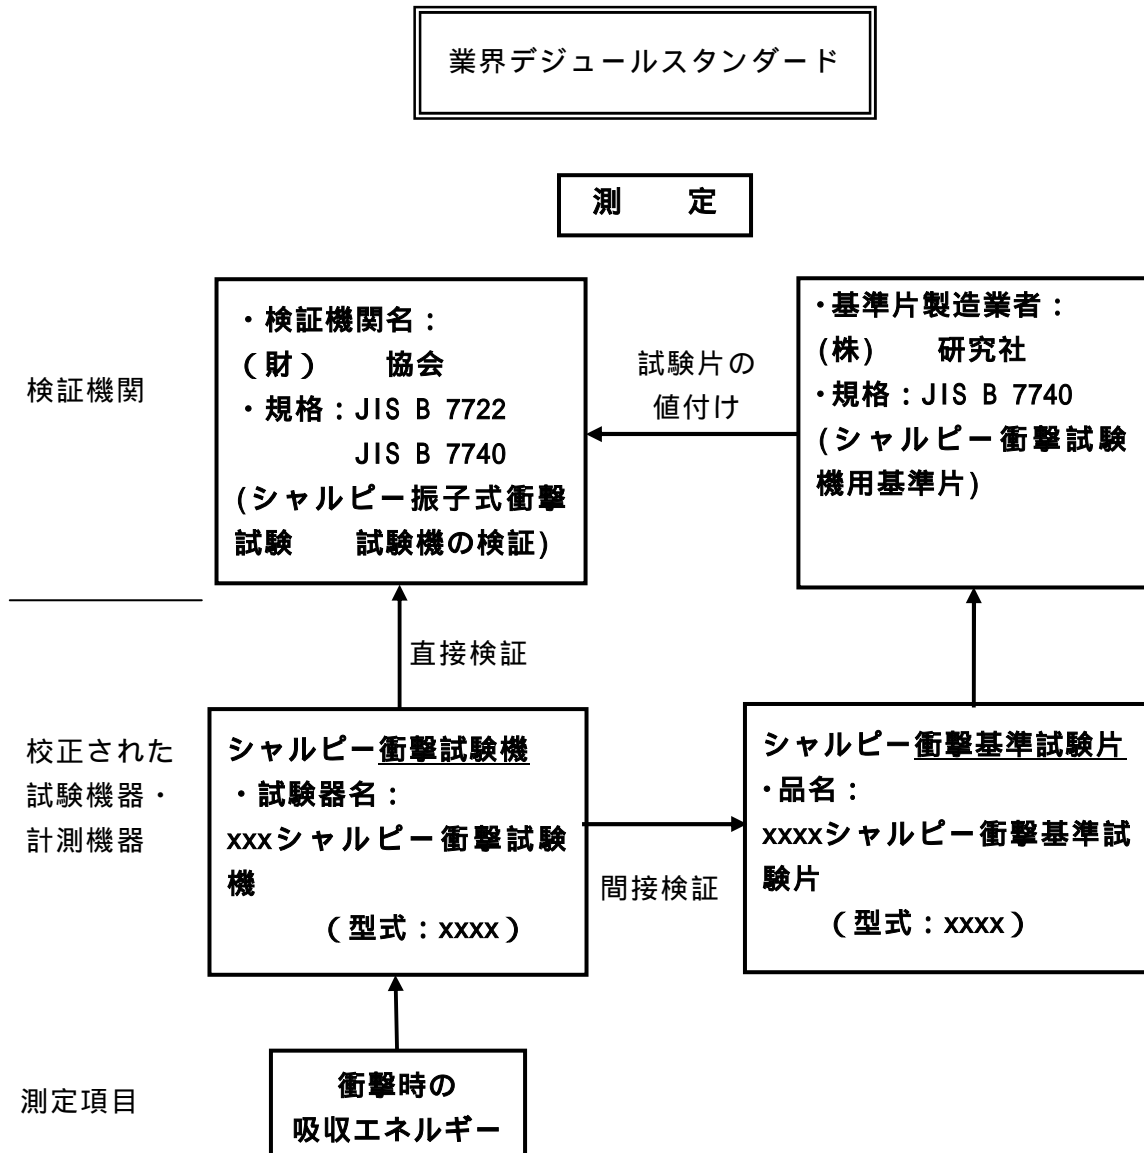 業界デジュールスタンダード
測　　定
検証機関
・検証機関名：
（財）　　協会
・規格：JIS B 7722
JIS B 7740
(シャルピー振子式衝撃
試験　　試験機の検証)
試験片の
値付け
・基準片製造業者：
(株)　　研究社
・規格：JIS B 7740
(シャルピー衝撃試験
機用基準片)
直接検証
校正された
試験機器・
計測機器
シャルピー衝撃試験機
・試験器名：
xxxシャルピー衝撃試験
機
（型式：xxxx）
間接検証
シャルピー衝撃基準試験片
・品名：
xxxxシャルピー衝撃基準試
験片
（型式：xxxx）
測定項目
衝撃時の
吸収エネルギー